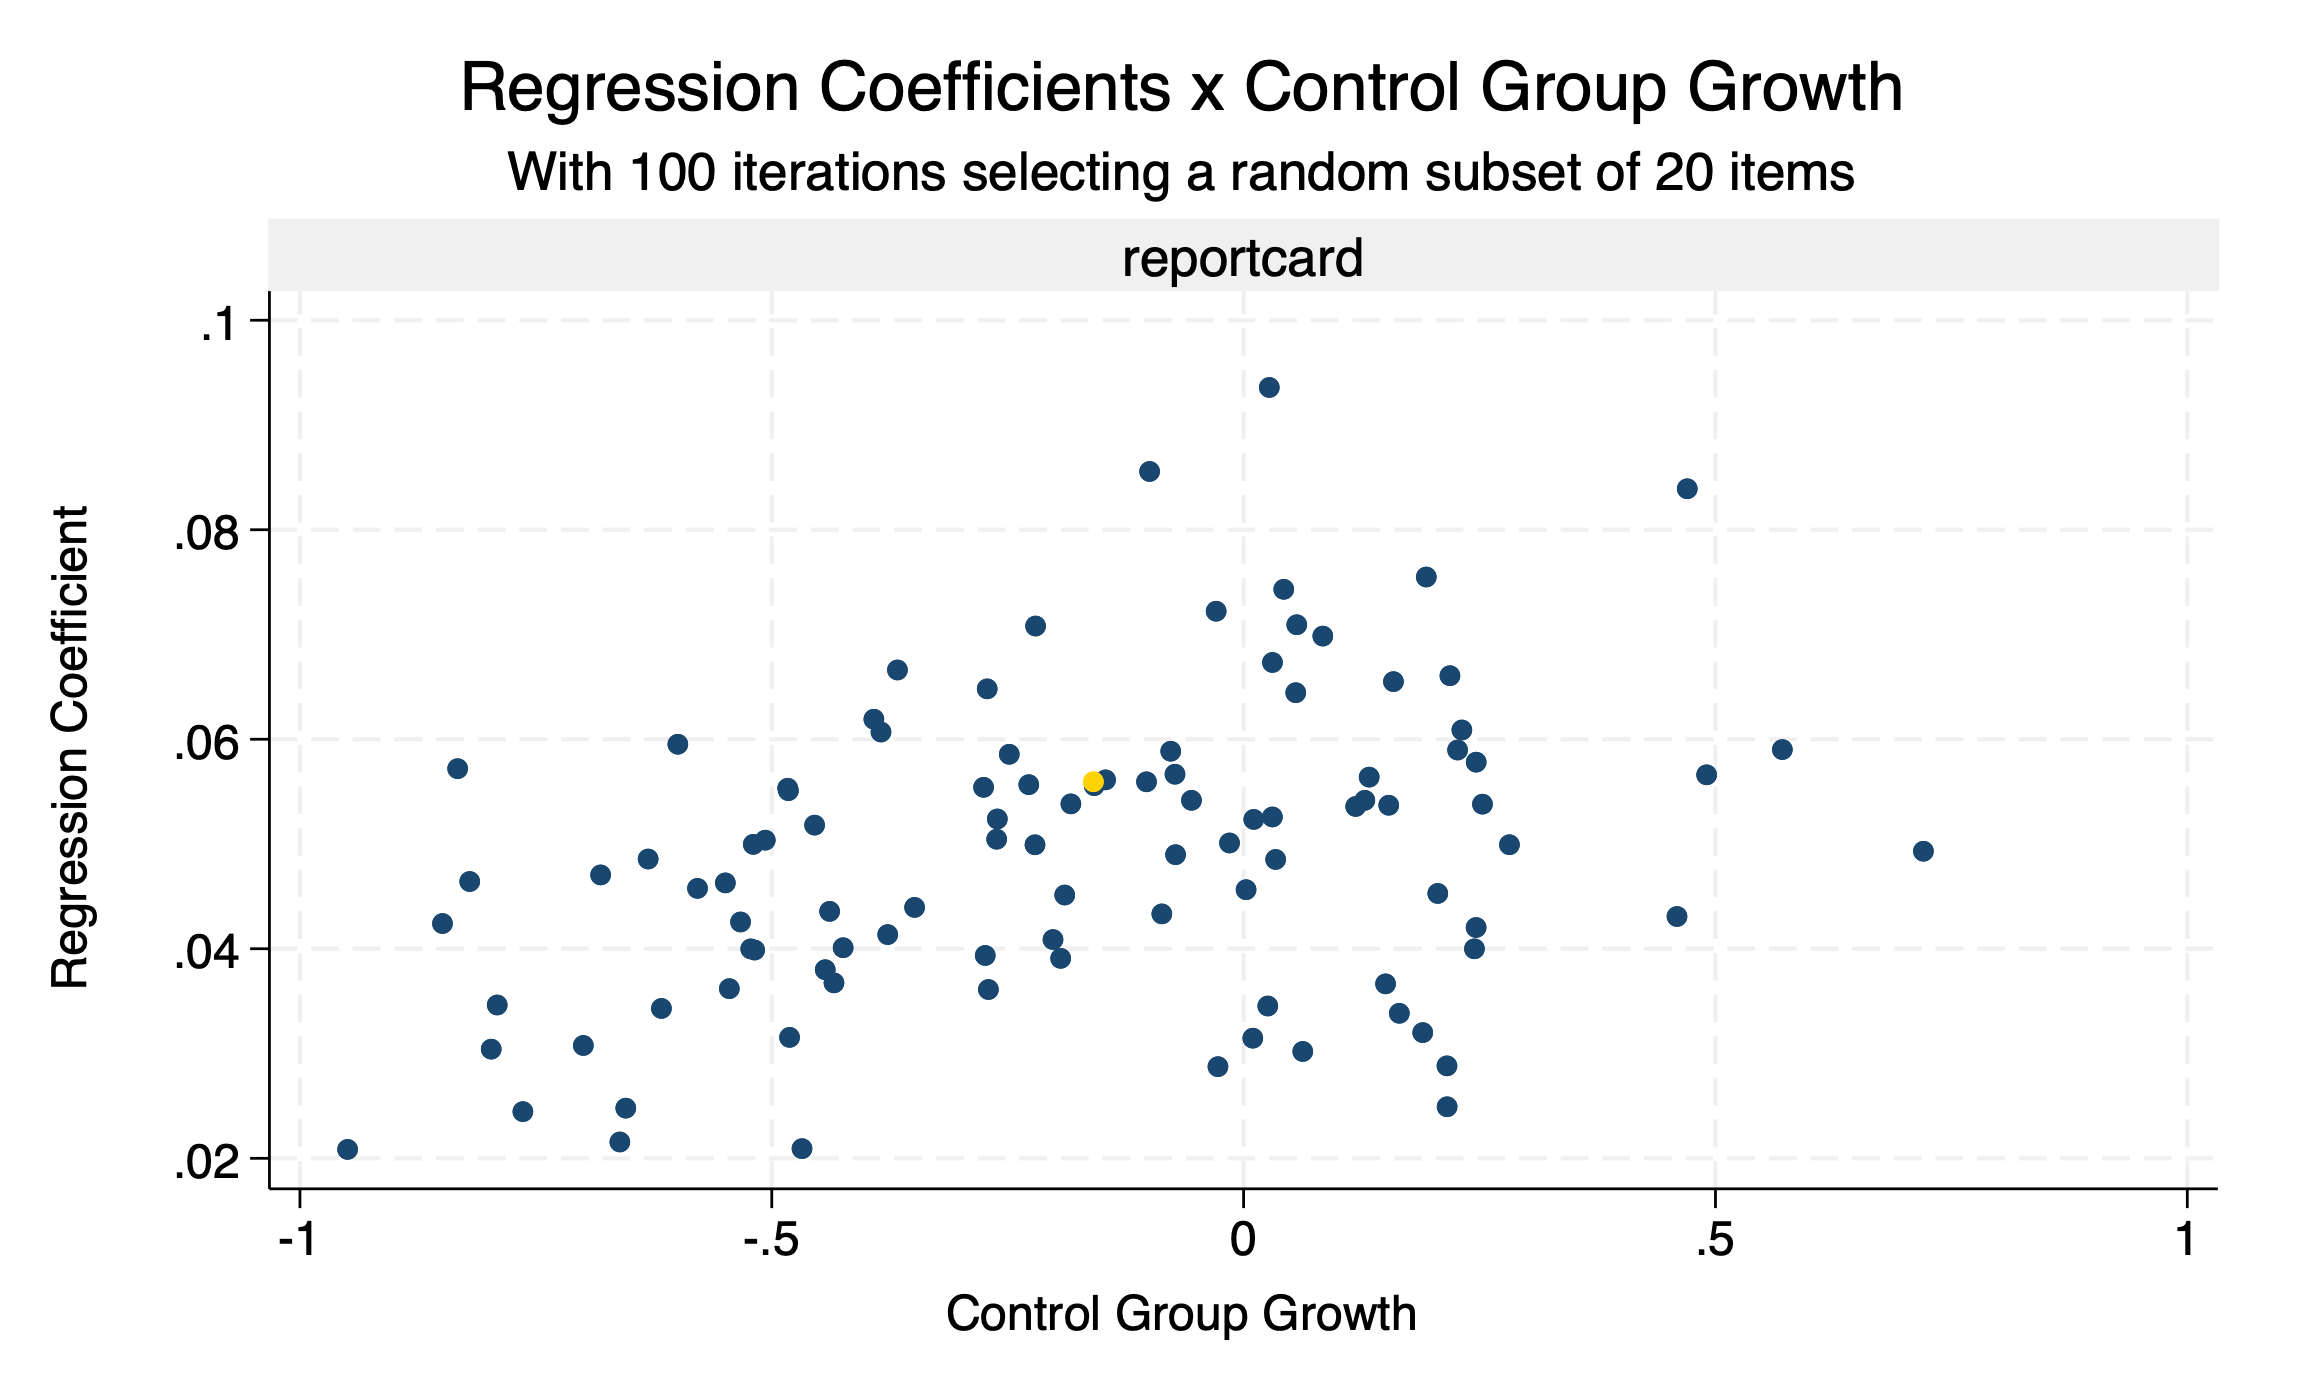 Regression Coefficients x Control Group Growth
With 100 iterations selecting a random subset of 20 items
reportcard
Regression Coefficient
.1
.08
.06
.04
.02
-1 -.5 0 .5 1
Control Group Growth